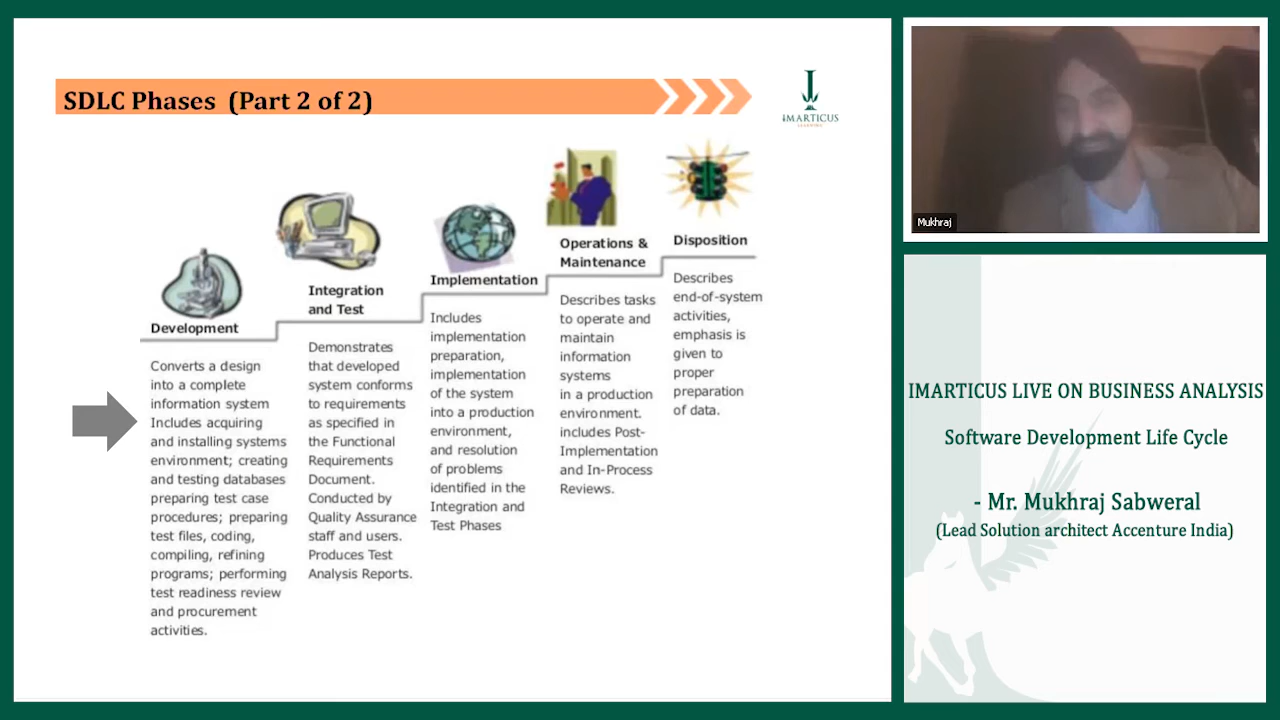 SDLC Phases (Part 2 of 2)
IMARTICUS
LEARNING
Development
Converts a design
into a complete
information system
Includes acquiring
and installing systems
environment; creating
and testing databases
preparing test case
procedures; preparing
test files, coding,
compiling, refining
programs; performing
test readiness review
and procurement
activities.
Integration
and Test
Demonstrates
that developed
system conforms
to requirements
as specified in
the Functional
Requirements
Document.
Conducted by
Quality Assurance
staff and users.
Produces Test
Analysis Reports.
Implementation
Includes
implementation
preparation,
implementation
of the system
into a production
environment,
and resolution
of problems
identified in the
Integration and
Test Phases
Operations &
Maintenance
Describes tasks
to operate and
maintain
information
systems
in a production
environment.
includes Post-
Implementation
and In-Process
Reviews.
Disposition
Describes
end-of-system
activities,
emphasis is
given to
proper
preparation
of data.
Mukhraj
IMARTICUS LIVE ON BUSINESS ANALYSIS
Software Development Life Cycle
- Mr. Mukhraj Sabweral
(Lead Solution architect Accenture India)